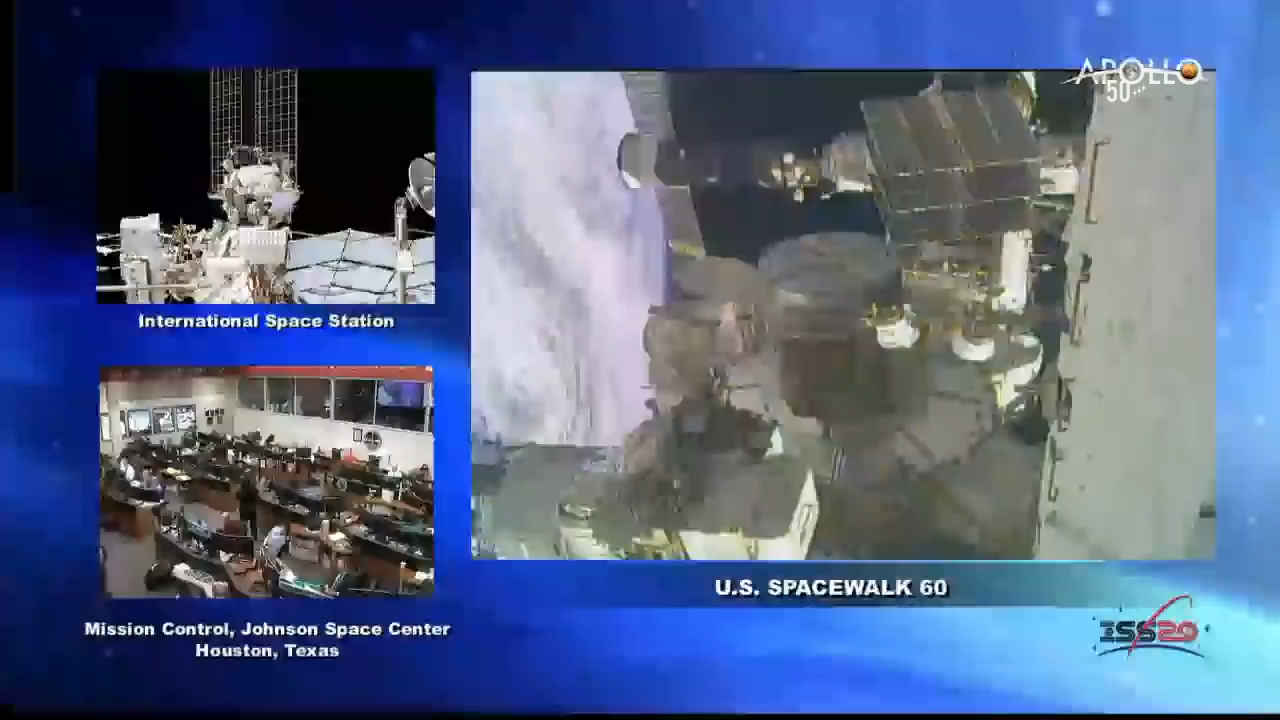 APOLLO
50
International Space Station
U.S. SPACEWALK 60
Mission Control, Johnson Space Center
Houston, Texas
ISS20